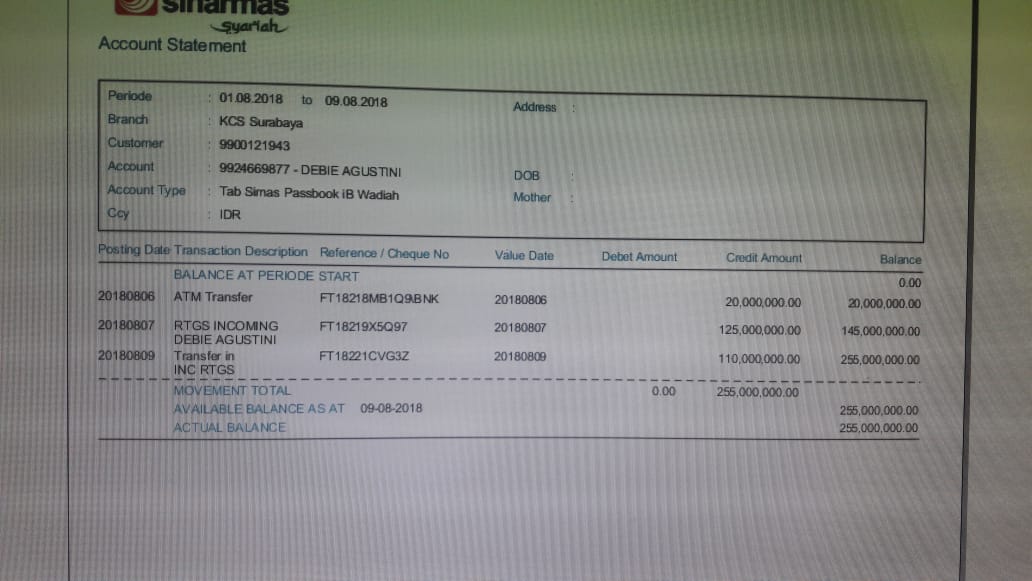 sinarmas
Syariah
Account Statement
Periode : 01.08.2018 to 09.08.2018 Address :
Branch : KCS Surabaya
Customer : 9900121943
Account : 9924669877 - DEBIE AGUSTINI DOB :
Account Type : Tab Simas Passbook iB Wadiah Mother :
Ccy : IDR
Posting Date Transaction Description Reference / Cheque No Value Date Debet Amount Credit Amount Balance
BALANCE AT PERIODE START 0.00
20180806 ATM Transfer FT18218MB1Q9\BNK 20180806 20,000,000.00 20,000,000.00
20180807 RTGS INCOMING FT18219X5Q97 20180807 125,000,000.00 145,000,000.00
DEBIE AGUSTINI
20180809 Transfer in FT18221CVG3Z 20180809 110,000,000.00 255,000,000.00
INC RTGS
MOVEMENT TOTAL 0.00 255,000,000.00
AVAILABLE BALANCE AS AT 09-08-2018 255,000,000.00
ACTUAL BALANCE 255,000,000.00